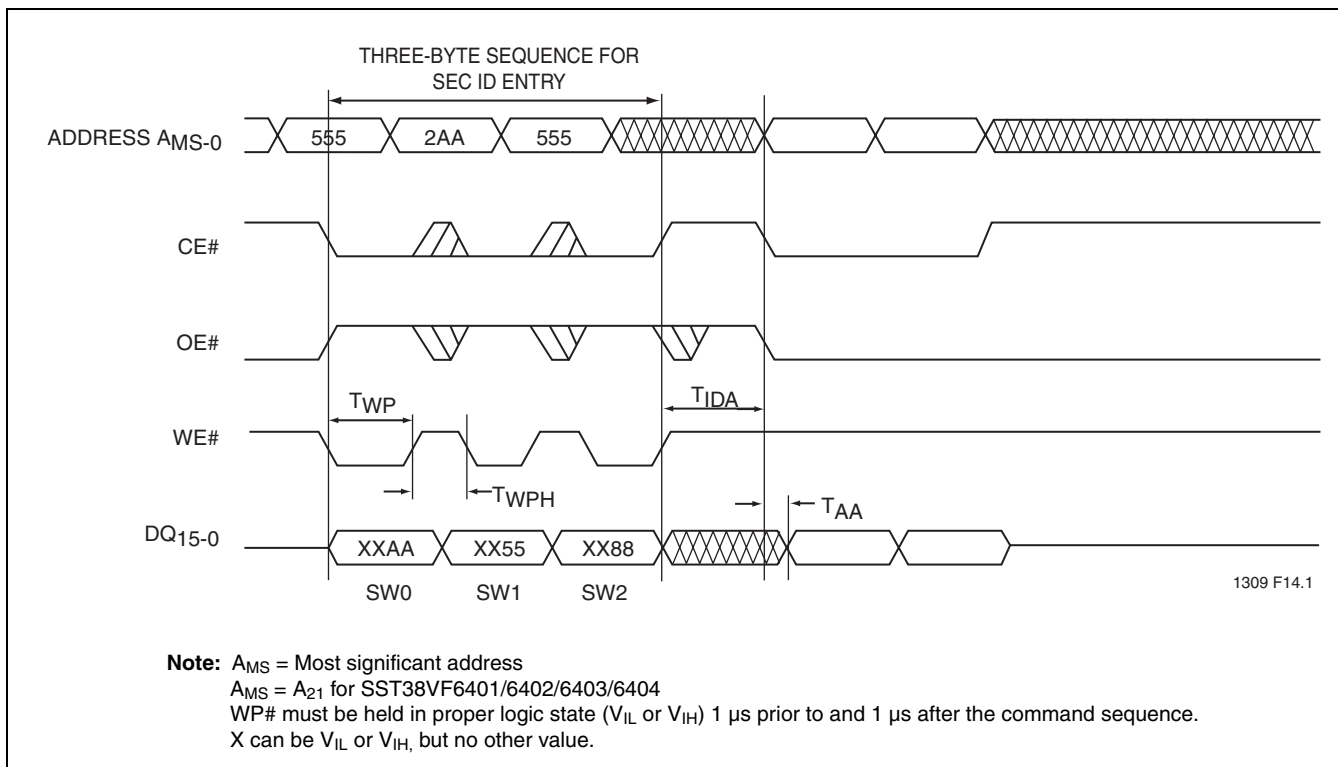 THREE-BYTE SEQUENCE FOR
SEC ID ENTRY
ADDRESS AMS-0
555
2AA
555
CE#
OE#
TWP
TIDA
WE#
TWPH
TAA
DQ15-0
XXAA
XX55
XX88
SW0
SW1
SW2
1309 F14.1
Note: AMS = Most significant address
AMS = A21 for SST38VF6401/6402/6403/6404
WP# must be held in proper logic state (VIL or VIH) 1 µs prior to and 1 µs after the command sequence.
X can be VIL or VIH, but no other value.